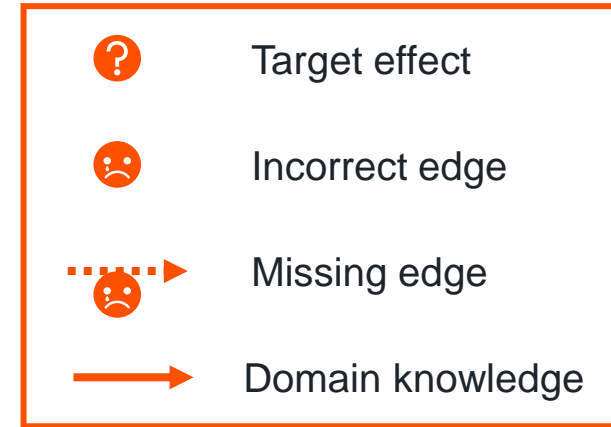 ?
Target effect
Incorrect edge
Missing edge
Domain knowledge